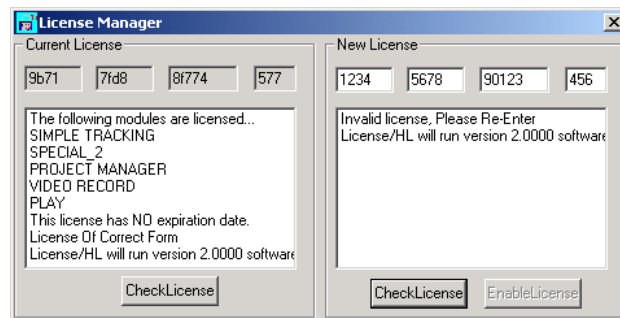 License Manager
Current License
9b71 7fd8 8f774 577
The following modules are licensed...
SIMPLE TRACKING
SPECIAL_2
PROJECT MANAGER
VIDEO RECORD
PLAY
This license has NO expiration date.
License Of Correct Form
License/HL will run version 2.0000 software
CheckLicense
New License
1234 5678 90123 456
Invalid license, Please Re-Enter
License/HL will run version 2.0000 software
CheckLicense EnableLicense